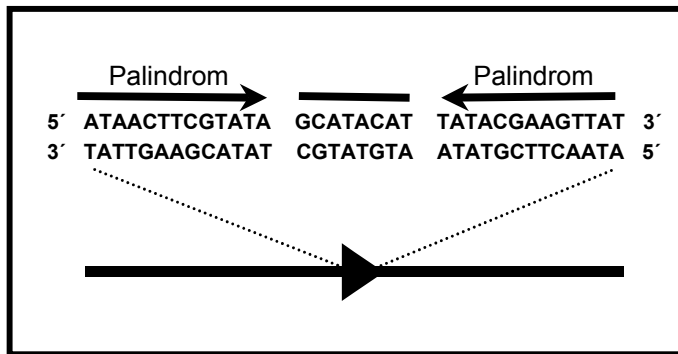 Palindrom Palindrom
5´ ATAACTTCGTATA GCATACAT TATACGAAGTTAT 3´
3´ TATTGAAGCATAT CGTATGTA ATATGCTTCAATA 5´